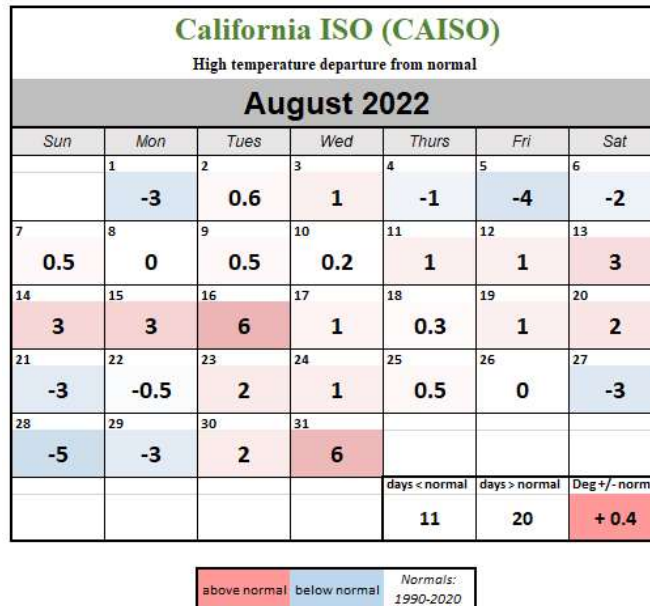 California ISO (CAISO)
High temperature departure from normal
August 2022
Sun Mon Tues Wed Thurs Fri Sat
1 2 3 4 5 6
-3 0.6 1 -1 -4 -2
7 8 9 10 11 12 13
0.5 0 0.5 0.2 1 1 3
14 15 16 17 18 19 20
3 3 6 1 0.3 1 2
21 22 23 24 25 26 27
-3 -0.5 2 1 0.5 0 -3
28 29 30 31
-5 -3 2 6
days < normal days > normal Deg +/- norm
11 20 + 0.4
above normal below normal Normals:
1990-2020